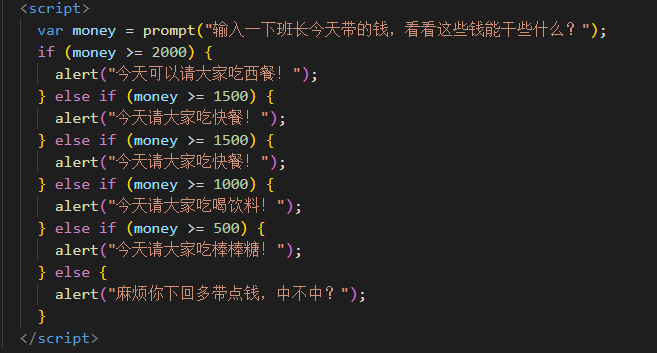 <script>
var money = prompt("输入一下班长今天带的钱，看看这些钱能干些什么？");
if (money >= 2000) {
alert("今天可以请大家吃西餐！");
} else if (money >= 1500) {
alert("今天请大家吃快餐！");
} else if (money >= 1500) {
alert("今天请大家吃快餐！");
} else if (money >= 1000) {
alert("今天请大家吃喝饮料！");
} else if (money >= 500) {
alert("今天请大家吃棒棒糖！");
} else {
alert("麻烦你下回多带点钱，中不中？");
}
</script>